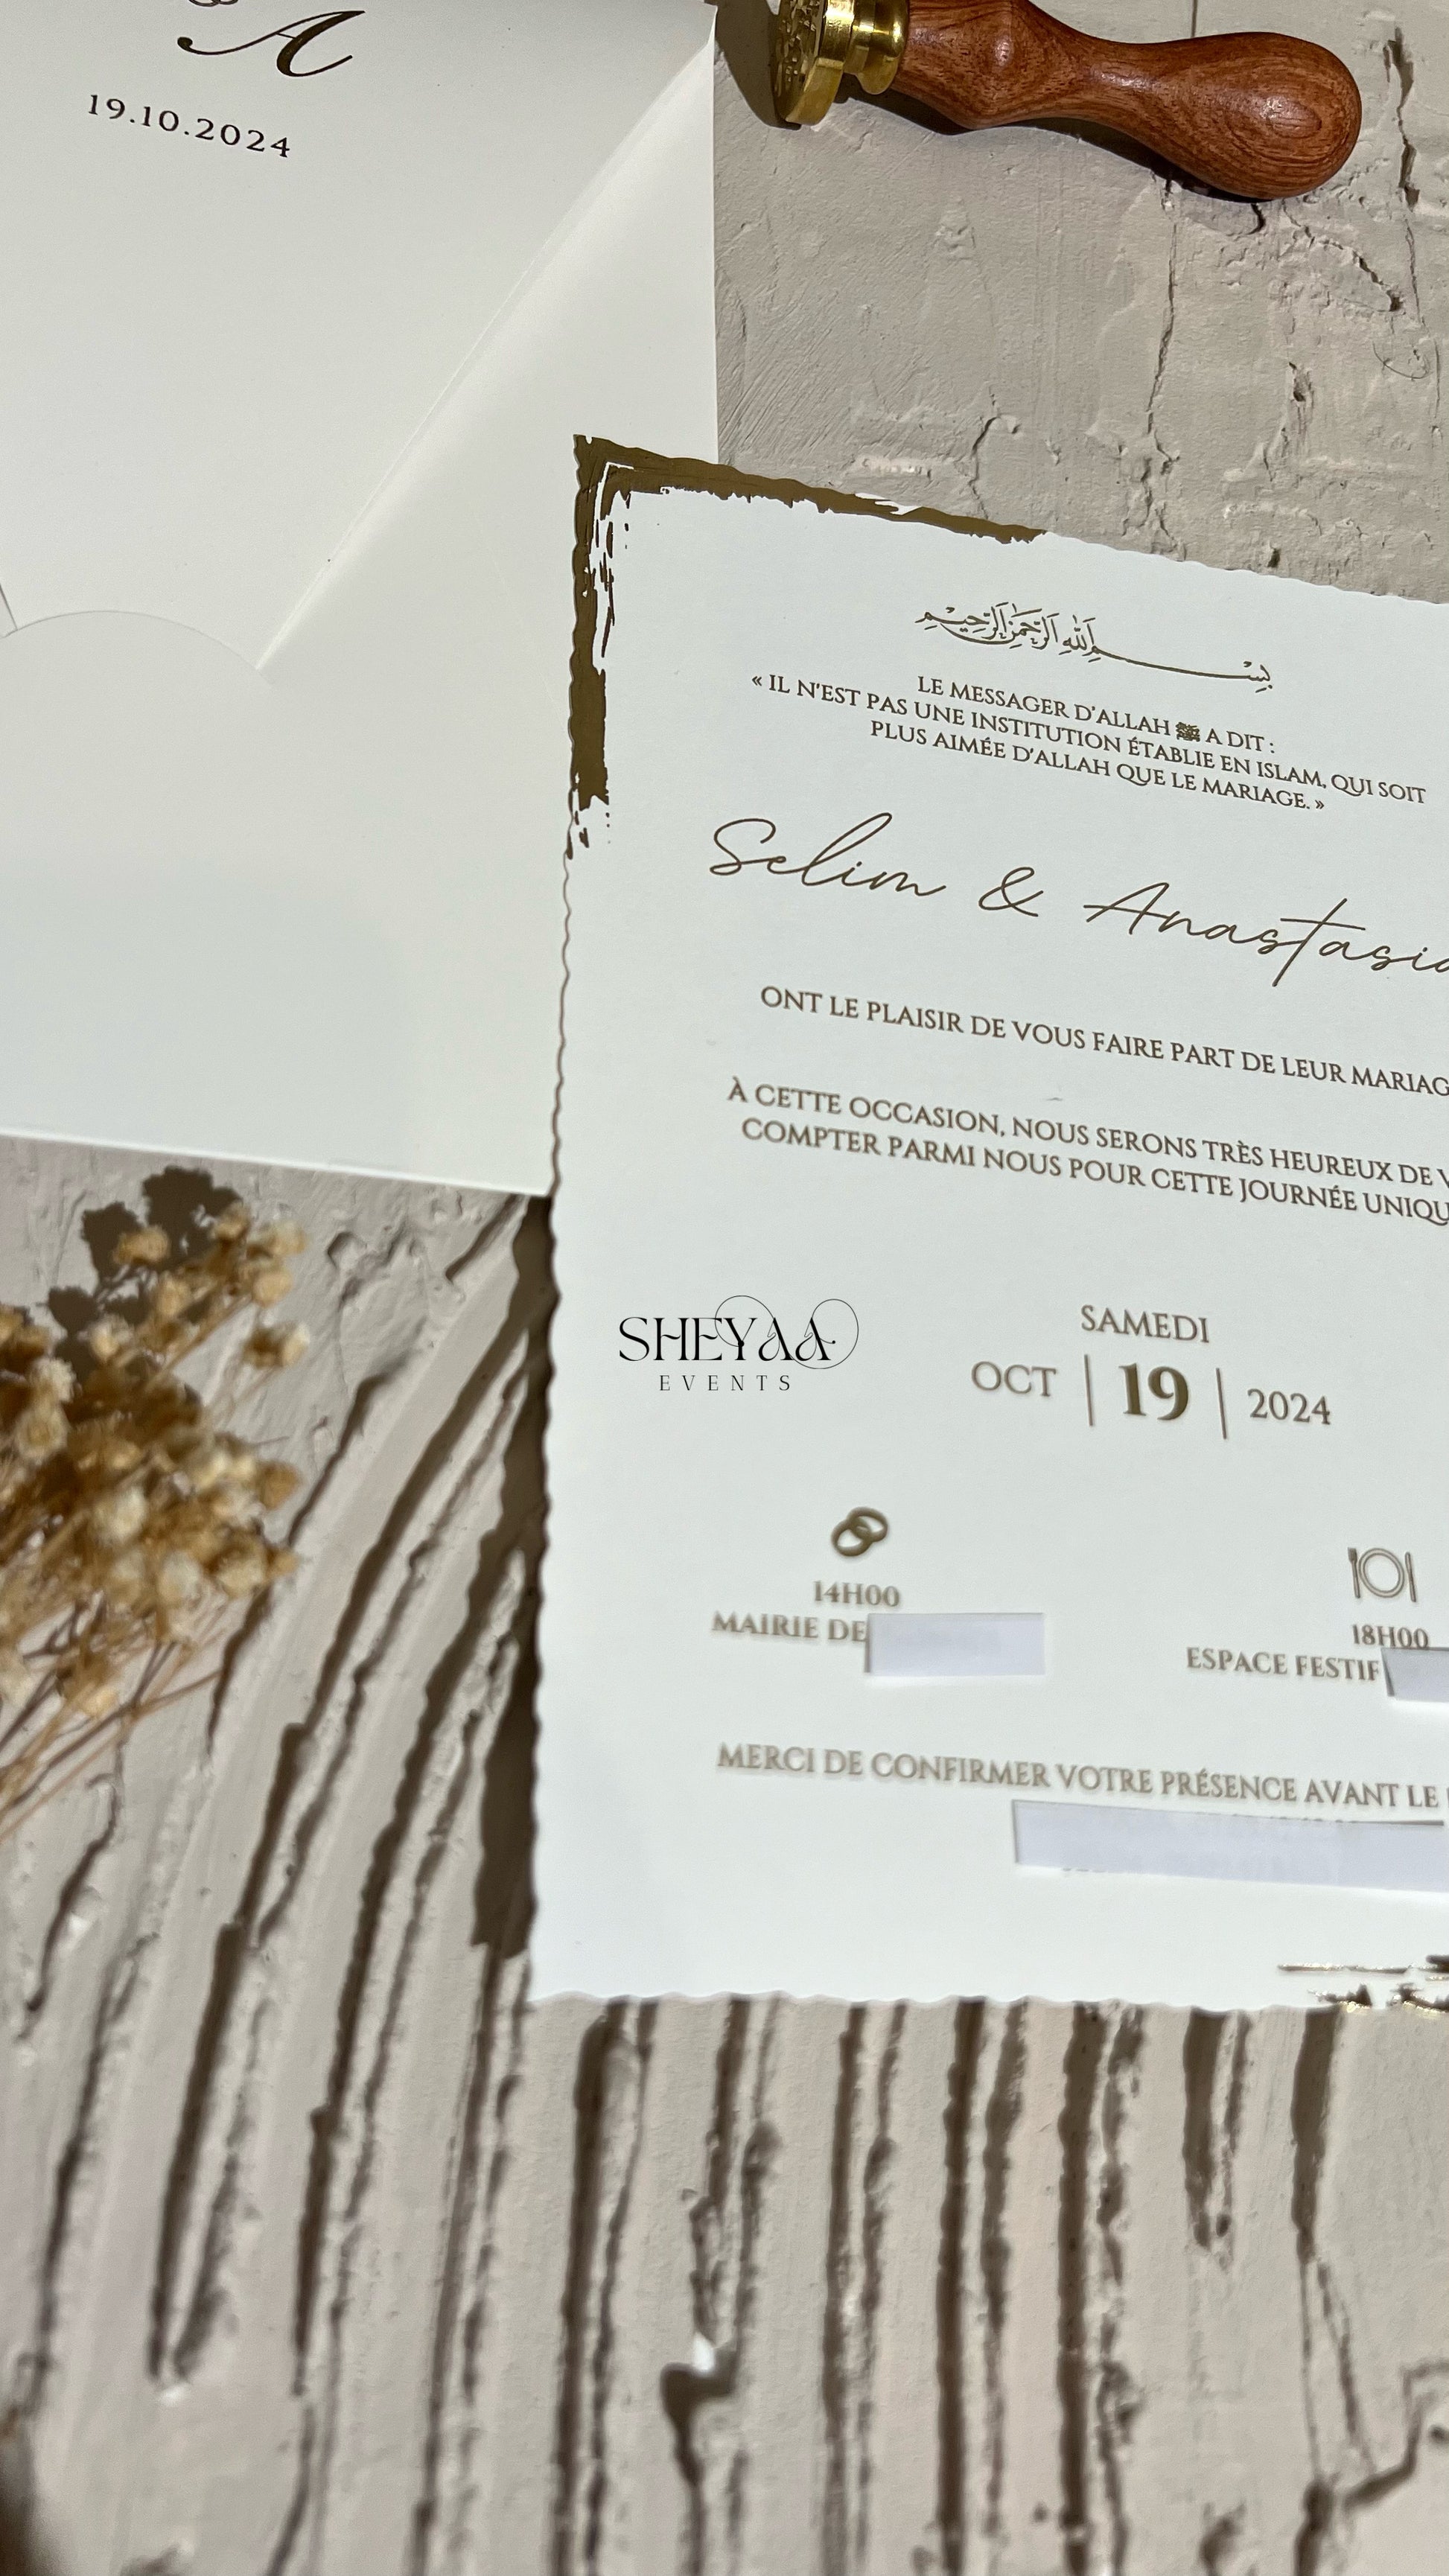 A
19.10.2024
بِسْمِ اللهِ الرَّحْمٰنِ الرَّحِيْمِ
LE MESSAGER D'ALLAH ﷺ A DIT :
« IL N'EST PAS UNE INSTITUTION ÉTABLIE EN ISLAM, QUI SOIT
PLUS AIMÉE D'ALLAH QUE LE MARIAGE. »
Selim & Anastasia
ONT LE PLAISIR DE VOUS FAIRE PART DE LEUR MARIAG
À CETTE OCCASION, NOUS SERONS TRÈS HEUREUX DE V
COMPTER PARMI NOUS POUR CETTE JOURNÉE UNIQU
SHEYAA
EVENTS
SAMEDI
OCT | 19 | 2024
14H00
MAIRIE DE
18H00
ESPACE FESTIF
MERCI DE CONFIRMER VOTRE PRÉSENCE AVANT LE